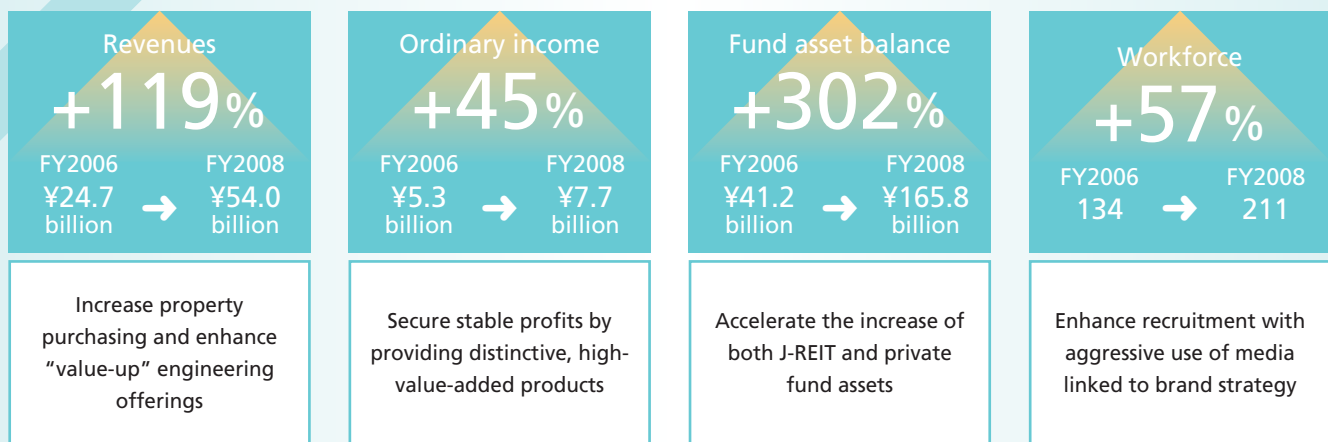 Revenues
+119%
FY2006
¥24.7
billion
➜
FY2008
¥54.0
billion
Increase property
purchasing and enhance
“value-up” engineering
offerings
Ordinary income
+45%
FY2006
¥5.3
billion
➜
FY2008
¥7.7
billion
Secure stable profits by
providing distinctive, high-
value-added products
Fund asset balance
+302%
FY2006
¥41.2
billion
➜
FY2008
¥165.8
billion
Accelerate the increase of
both J-REIT and private
fund assets
Workforce
+57%
FY2006
134
➜
FY2008
211
Enhance recruitment with
aggressive use of media
linked to brand strategy